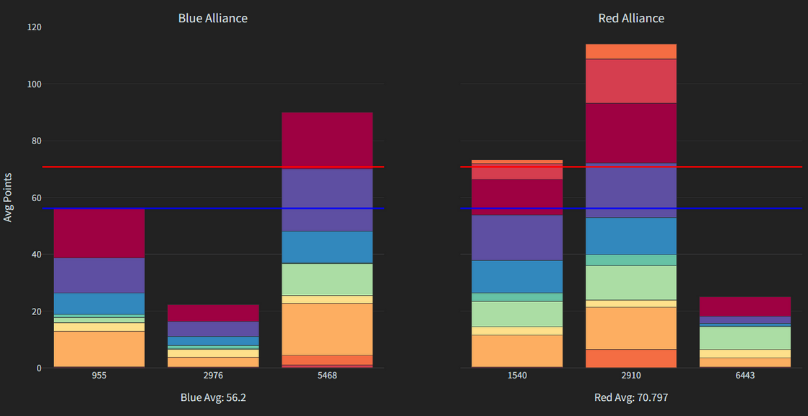 Blue Alliance
Red Alliance
120
100
80
60
40
20
0
Avg Points
955
2976
5468
1540
2910
6443
Blue Avg: 56.2
Red Avg: 70.797